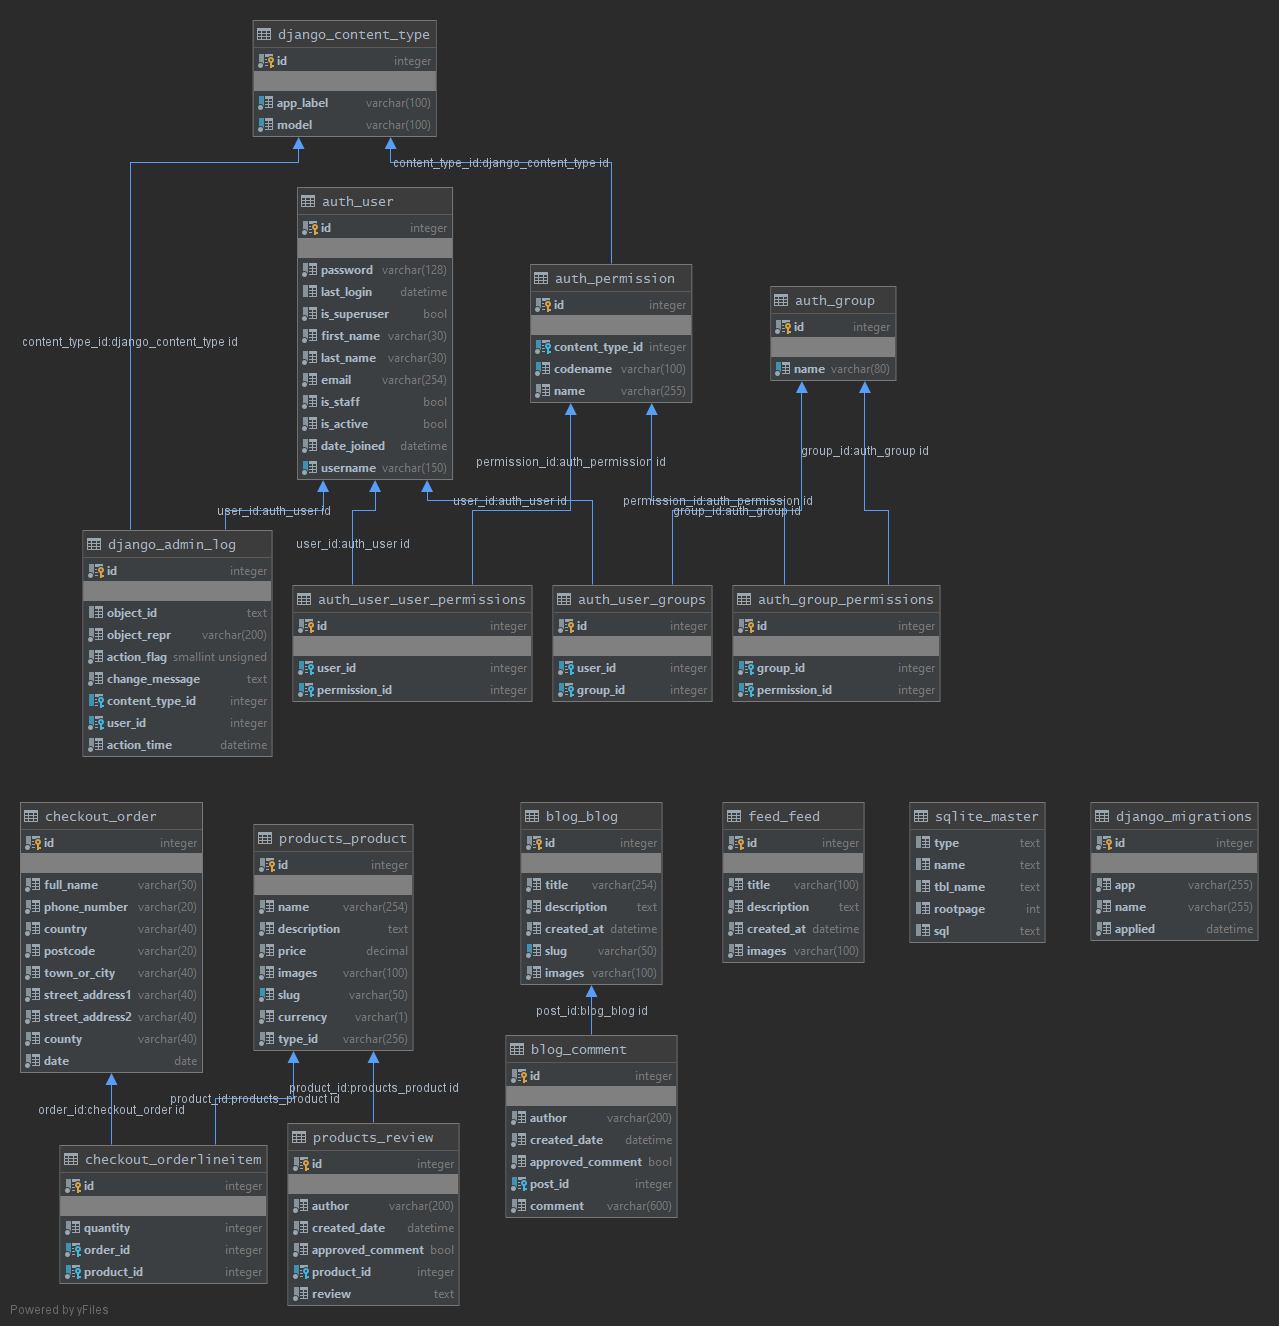 django_content_type
id integer
app_label varchar(100)
model varchar(100)
content_type_id:django_content_type id
auth_user
id integer
password varchar(128)
last_login datetime
is_superuser bool
first_name varchar(30)
last_name varchar(30)
email varchar(254)
is_staff bool
is_active bool
date_joined datetime
username varchar(150)
auth_permission
id integer
content_type_id integer
codename varchar(100)
name varchar(255)
auth_group
id integer
name varchar(80)
content_type_id:django_content_type id
group_id:auth_group id
permission_id:auth_permission id
user_id:auth_user id
permission_id:auth_permission id
user_id:auth_user id
group_id:auth_group id
user_id:auth_user id
django_admin_log
id integer
object_id text
object_repr varchar(200)
action_flag smallint unsigned
change_message text
content_type_id integer
user_id integer
action_time datetime
auth_user_user_permissions
id integer
user_id integer
permission_id integer
auth_user_groups
id integer
user_id integer
group_id integer
auth_group_permissions
id integer
group_id integer
permission_id integer
checkout_order
id integer
full_name varchar(50)
phone_number varchar(20)
country varchar(40)
postcode varchar(20)
town_or_city varchar(40)
street_address1 varchar(40)
street_address2 varchar(40)
county varchar(40)
date date
products_product
id integer
name varchar(254)
description text
price decimal
images varchar(100)
slug varchar(50)
currency varchar(1)
type_id varchar(256)
blog_blog
id integer
title varchar(254)
description text
created_at datetime
slug varchar(50)
images varchar(100)
feed_feed
id integer
title varchar(100)
description text
created_at datetime
images varchar(100)
sqlite_master
type text
name text
tbl_name text
rootpage int
sql text
django_migrations
id integer
app varchar(255)
name varchar(255)
applied datetime
post_id:blog_blog id
product_id:products_product id
product_id:products_product id
order_id:checkout_order id
blog_comment
id integer
author varchar(200)
created_date datetime
approved_comment bool
post_id integer
comment varchar(600)
checkout_orderlineitem
id integer
quantity integer
order_id integer
product_id integer
products_review
id integer
author varchar(200)
created_date datetime
approved_comment bool
product_id integer
review text
Powered by yFiles